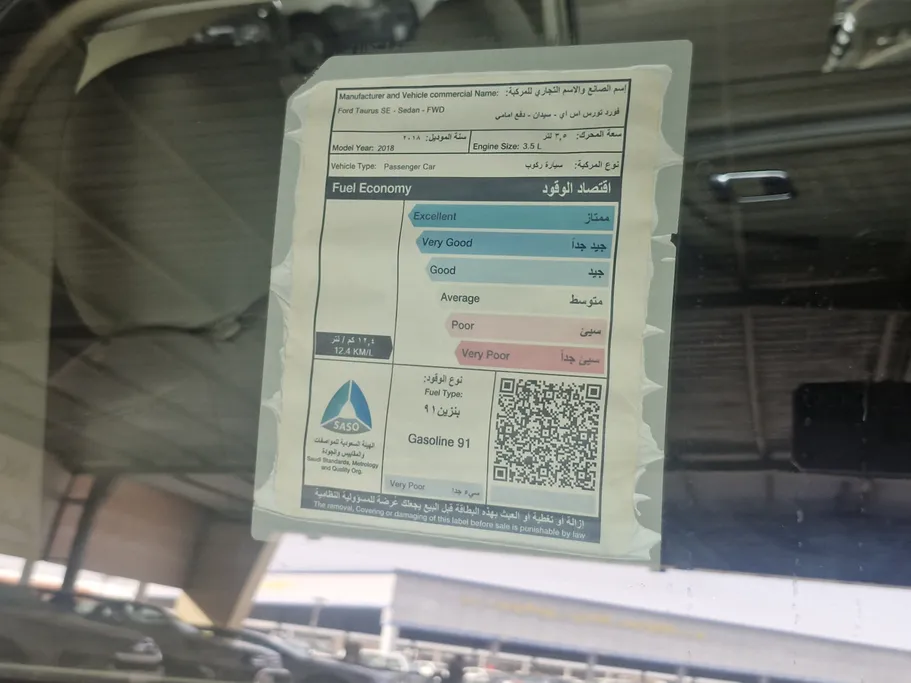 Manufacturer and Vehicle commercial Name: إسم الصانع والاسم التجاري للمركبة:
Ford Taurus SE - Sedan - FWD
فورد تورس اس آي - سيدان - دفع امامي
سنة الموديل: ٢٠١٨
Model Year: 2018
سعة المحرك: ٣,٥ لتر
Engine Size: 3.5 L
Vehicle Type: Passenger Car نوع المركبة: سيارة ركوب
Fuel Economy اقتصاد الوقود
Excellent ممتاز
Very Good جيد جداً
Good جيد
Average متوسط
Poor سيئ
Very Poor سيئ جداً
١٢,٤ كم / لتر
12.4 KM/L
SASO
الهيئة السعودية للمواصفات
والمقاييس والجودة
Saudi Standards, Metrology
and Quality Org.
نوع الوقود:
Fuel Type:
بنزين ٩١
Gasoline 91
Very Poor سيء جدا
إزالة أو تغطية أو العبث بهذه البطاقة قبل البيع يجعلك عرضة للمسؤولية النظامية
The removal, Covering or damaging of this label before sale is punishable by law